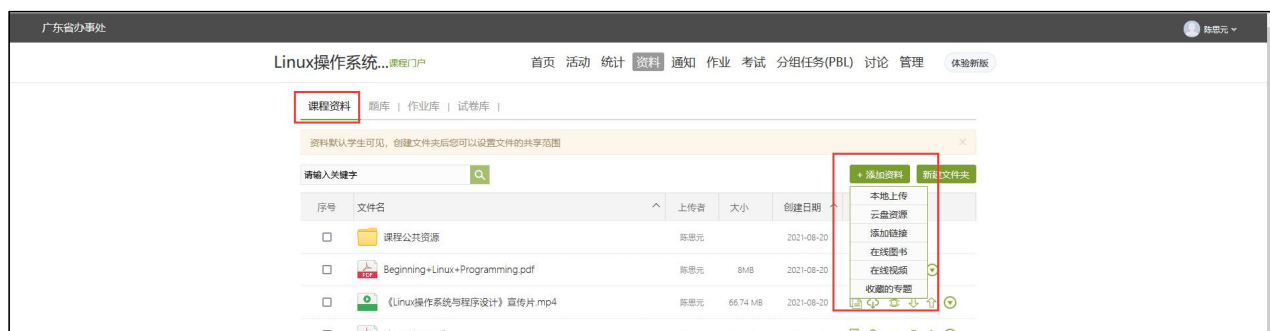 广东省办事处
陈思元
Linux操作系统...课程门户 首页 活动 统计 资料 通知 作业 考试 分组任务(PBL) 讨论 管理 体验新版
课程资料 题库 | 作业库 | 试卷库 |
资料默认学生可见，创建文件夹后您可以设置文件的共享范围
请输入关键字 + 添加资料 新建文件夹
序号 文件名 上传者 大小 创建日期
本地上传
云盘资源
添加链接
在线图书
在线视频
收藏的专题
课程公共资源 陈思元 2021-08-20
PDF Beginning+Linux+Programming.pdf 陈思元 8MB 2021-08-20
《Linux操作系统与程序设计》宣传片.mp4 陈思元 66.74 MB 2021-08-20